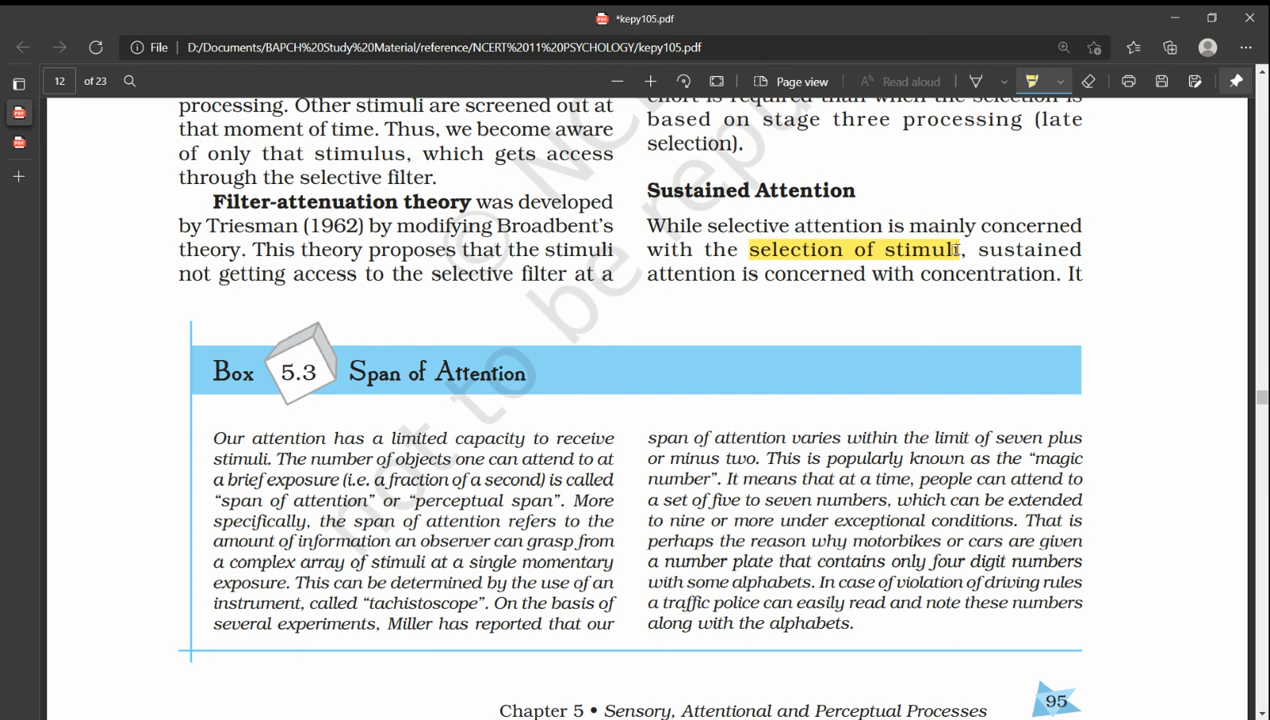 *kepy105.pdf
File
D:/Documents/BAPCH%20Study%20Material/reference/NCERT%2011%20PSYCHOLOGY/kepy105.pdf
12 of 23
Page view
Read aloud
processing. Other stimuli are screened out at
that moment of time. Thus, we become aware
of only that stimulus, which gets access
through the selective filter.
Filter-attenuation theory was developed
by Triesman (1962) by modifying Broadbent's
theory. This theory proposes that the stimuli
not getting access to the selective filter at a
effort is required than when the selection is
based on stage three processing (late
selection).
Sustained Attention
While selective attention is mainly concerned
with the selection of stimuli, sustained
attention is concerned with concentration. It
Box 5.3 Span of Attention
Our attention has a limited capacity to receive
stimuli. The number of objects one can attend to at
a brief exposure (i.e. a fraction of a second) is called
"span of attention" or "perceptual span". More
specifically, the span of attention refers to the
amount of information an observer can grasp from
a complex array of stimuli at a single momentary
exposure. This can be determined by the use of an
instrument, called "tachistoscope". On the basis of
several experiments, Miller has reported that our
span of attention varies within the limit of seven plus
or minus two. This is popularly known as the "magic
number". It means that at a time, people can attend to
a set of five to seven numbers, which can be extended
to nine or more under exceptional conditions. That is
perhaps the reason why motorbikes or cars are given
a number plate that contains only four digit numbers
with some alphabets. In case of violation of driving rules
a traffic police can easily read and note these numbers
along with the alphabets.
Chapter 5 • Sensory, Attentional and Perceptual Processes
95
© NC
not to be repu